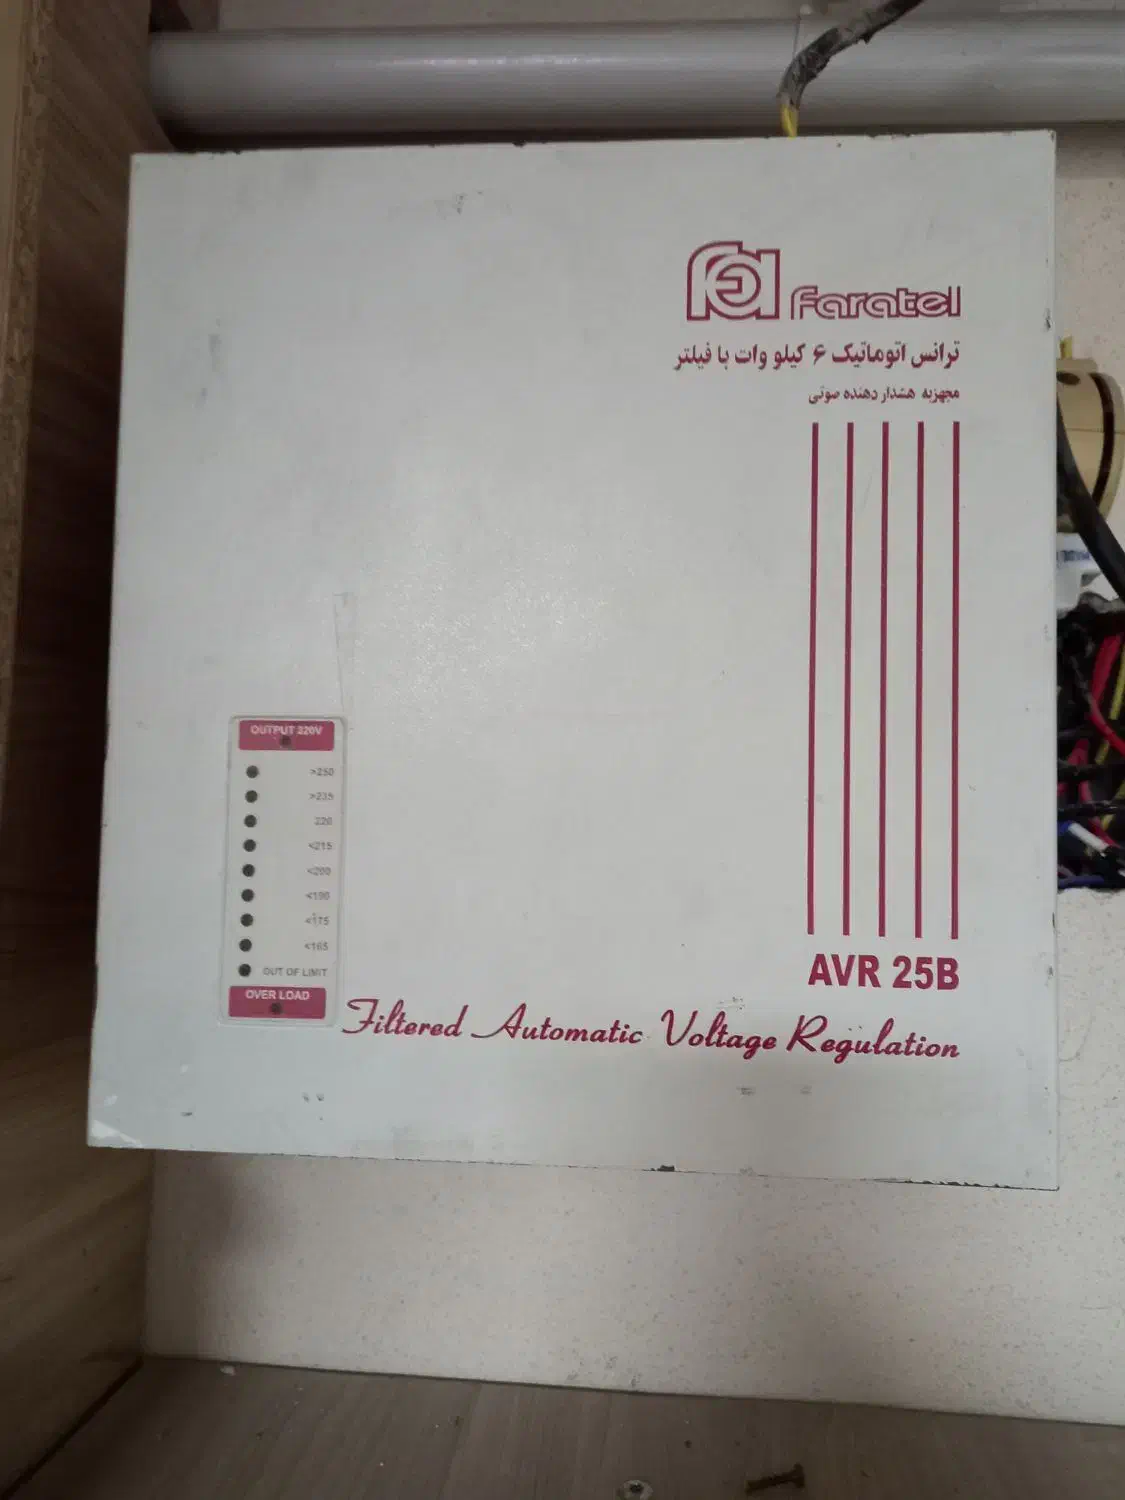 Faratel
ترانس اتوماتیک ۶ کیلو وات با فیلتر
مجهزبه هشدار دهنده صوتی
OUTPUT 220V
>250
>235
220
<215
<200
<190
<175
<165
OUT OF LIMIT
OVER LOAD
AVR 25B
Filtered Automatic Voltage Regulation